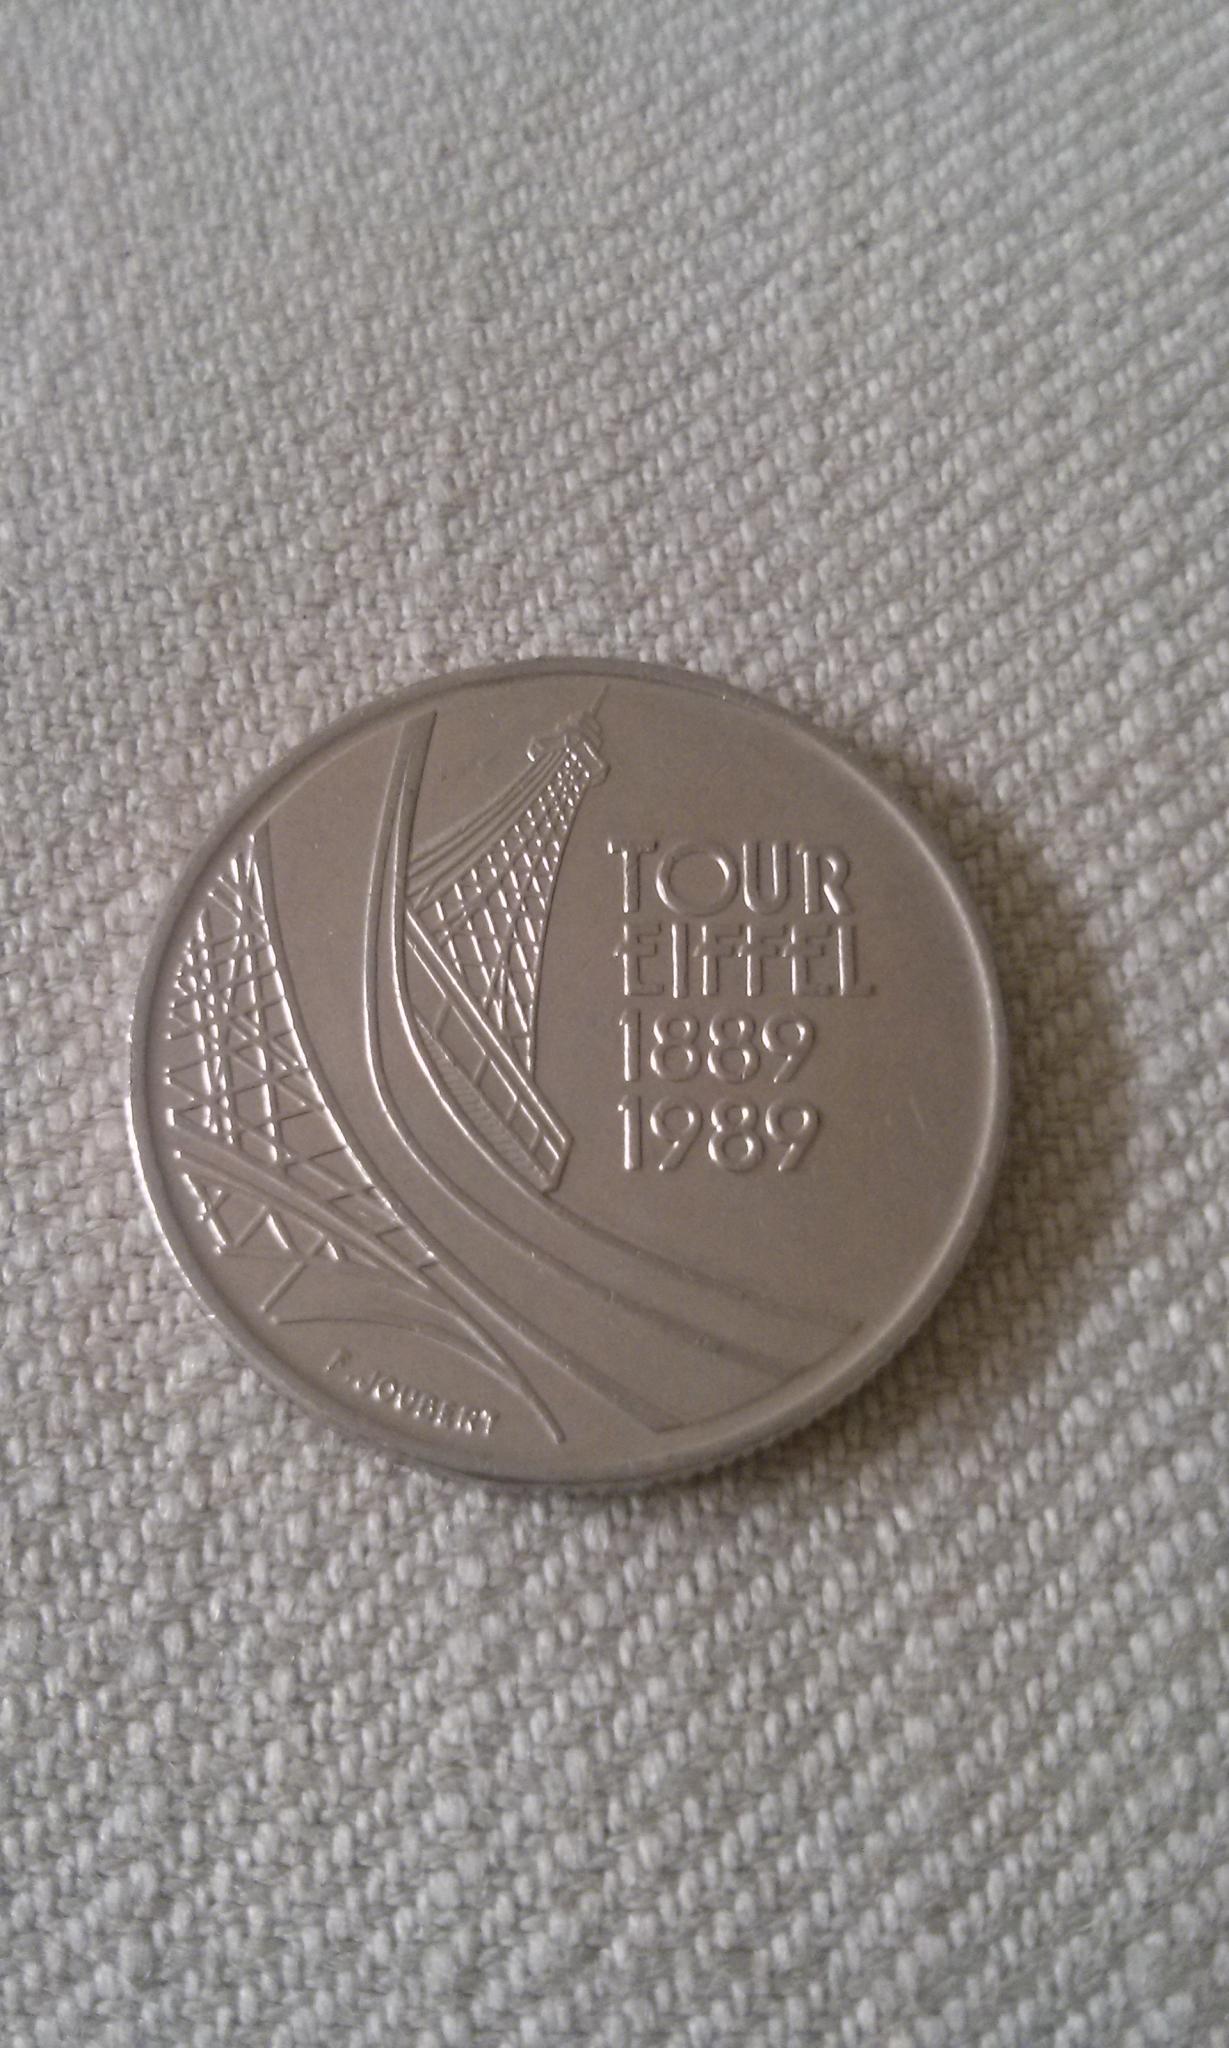 TOUR
EIFFEL
1889
1989
F. JOUBERT